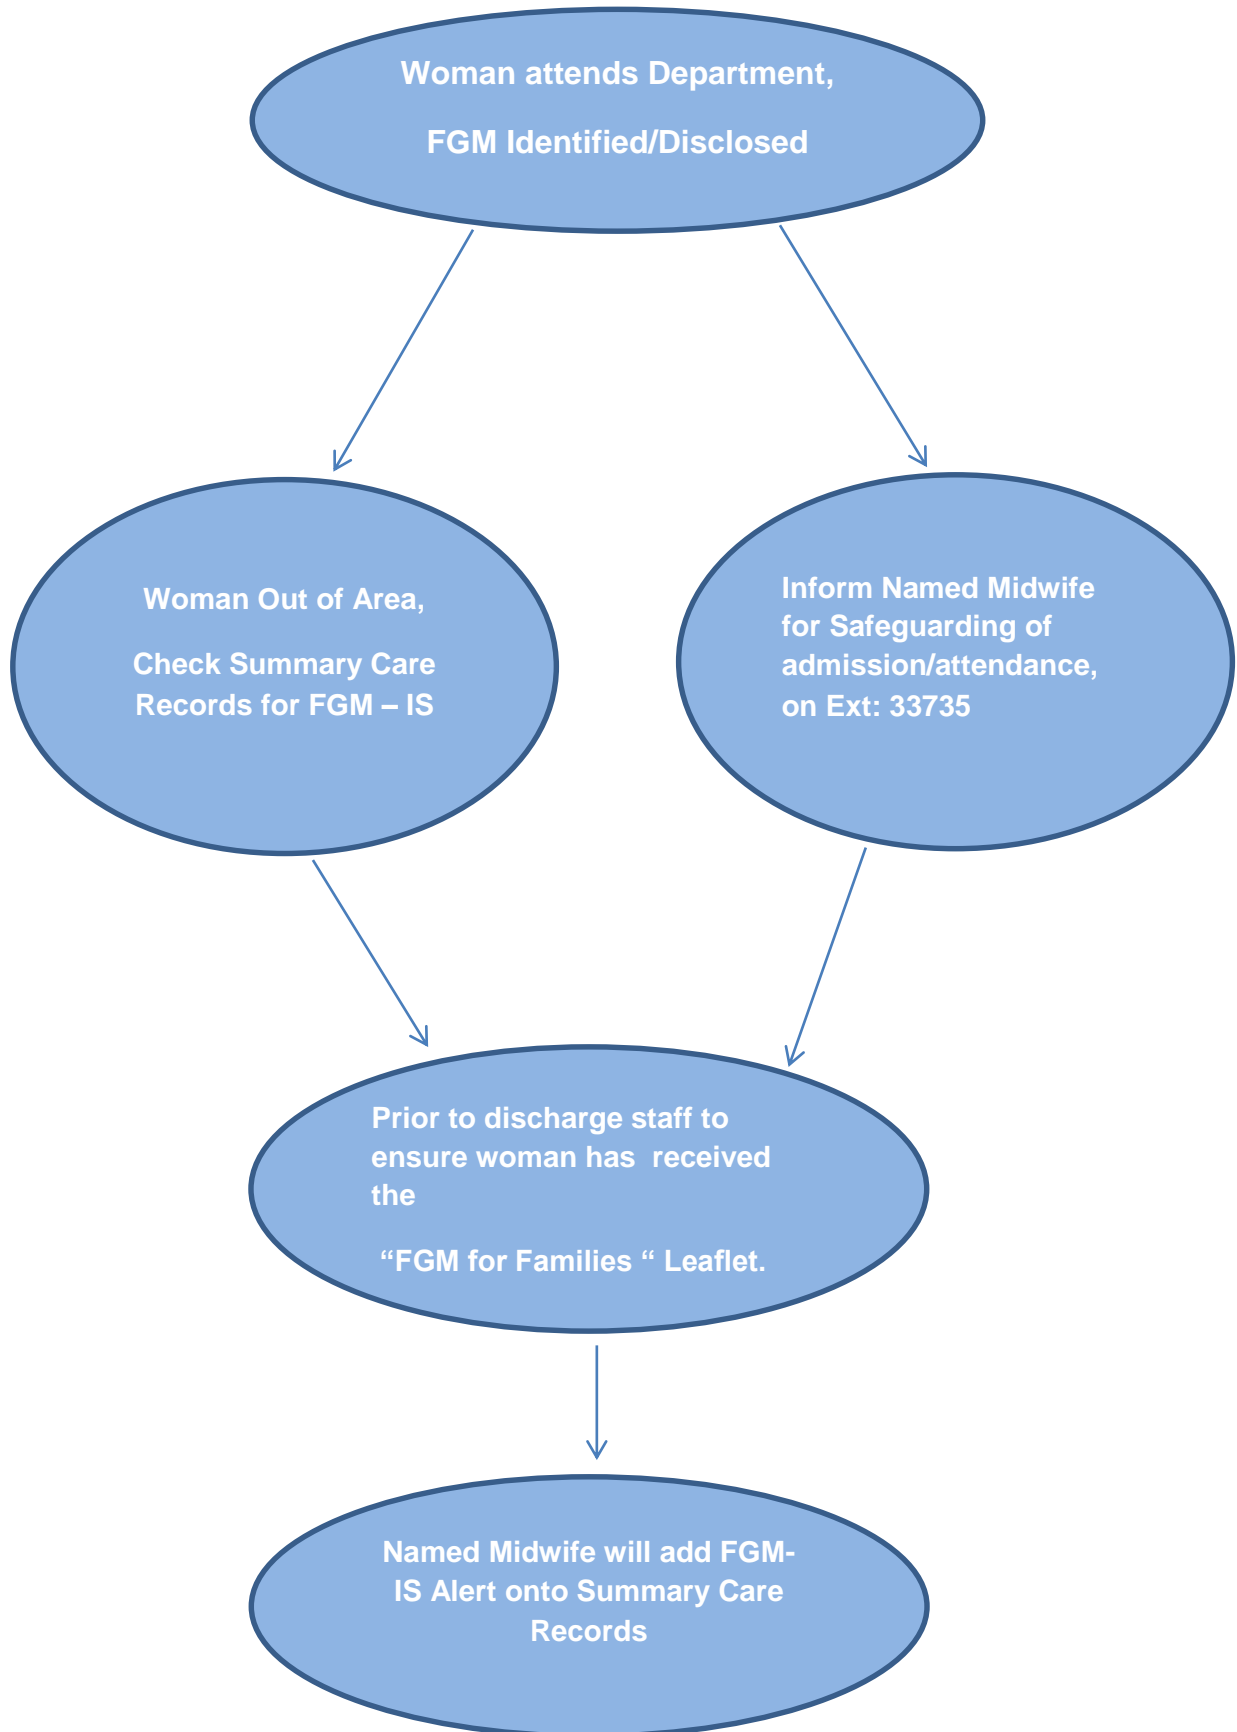 Woman attends Department,
FGM Identified/Disclosed
Woman Out of Area,
Check Summary Care
Records for FGM – IS
Inform Named Midwife
for Safeguarding of
admission/attendance,
on Ext: 33735
Prior to discharge staff to
ensure woman has  received
the
“FGM for Families “ Leaflet.
Named Midwife will add FGM-
IS Alert onto Summary Care
Records